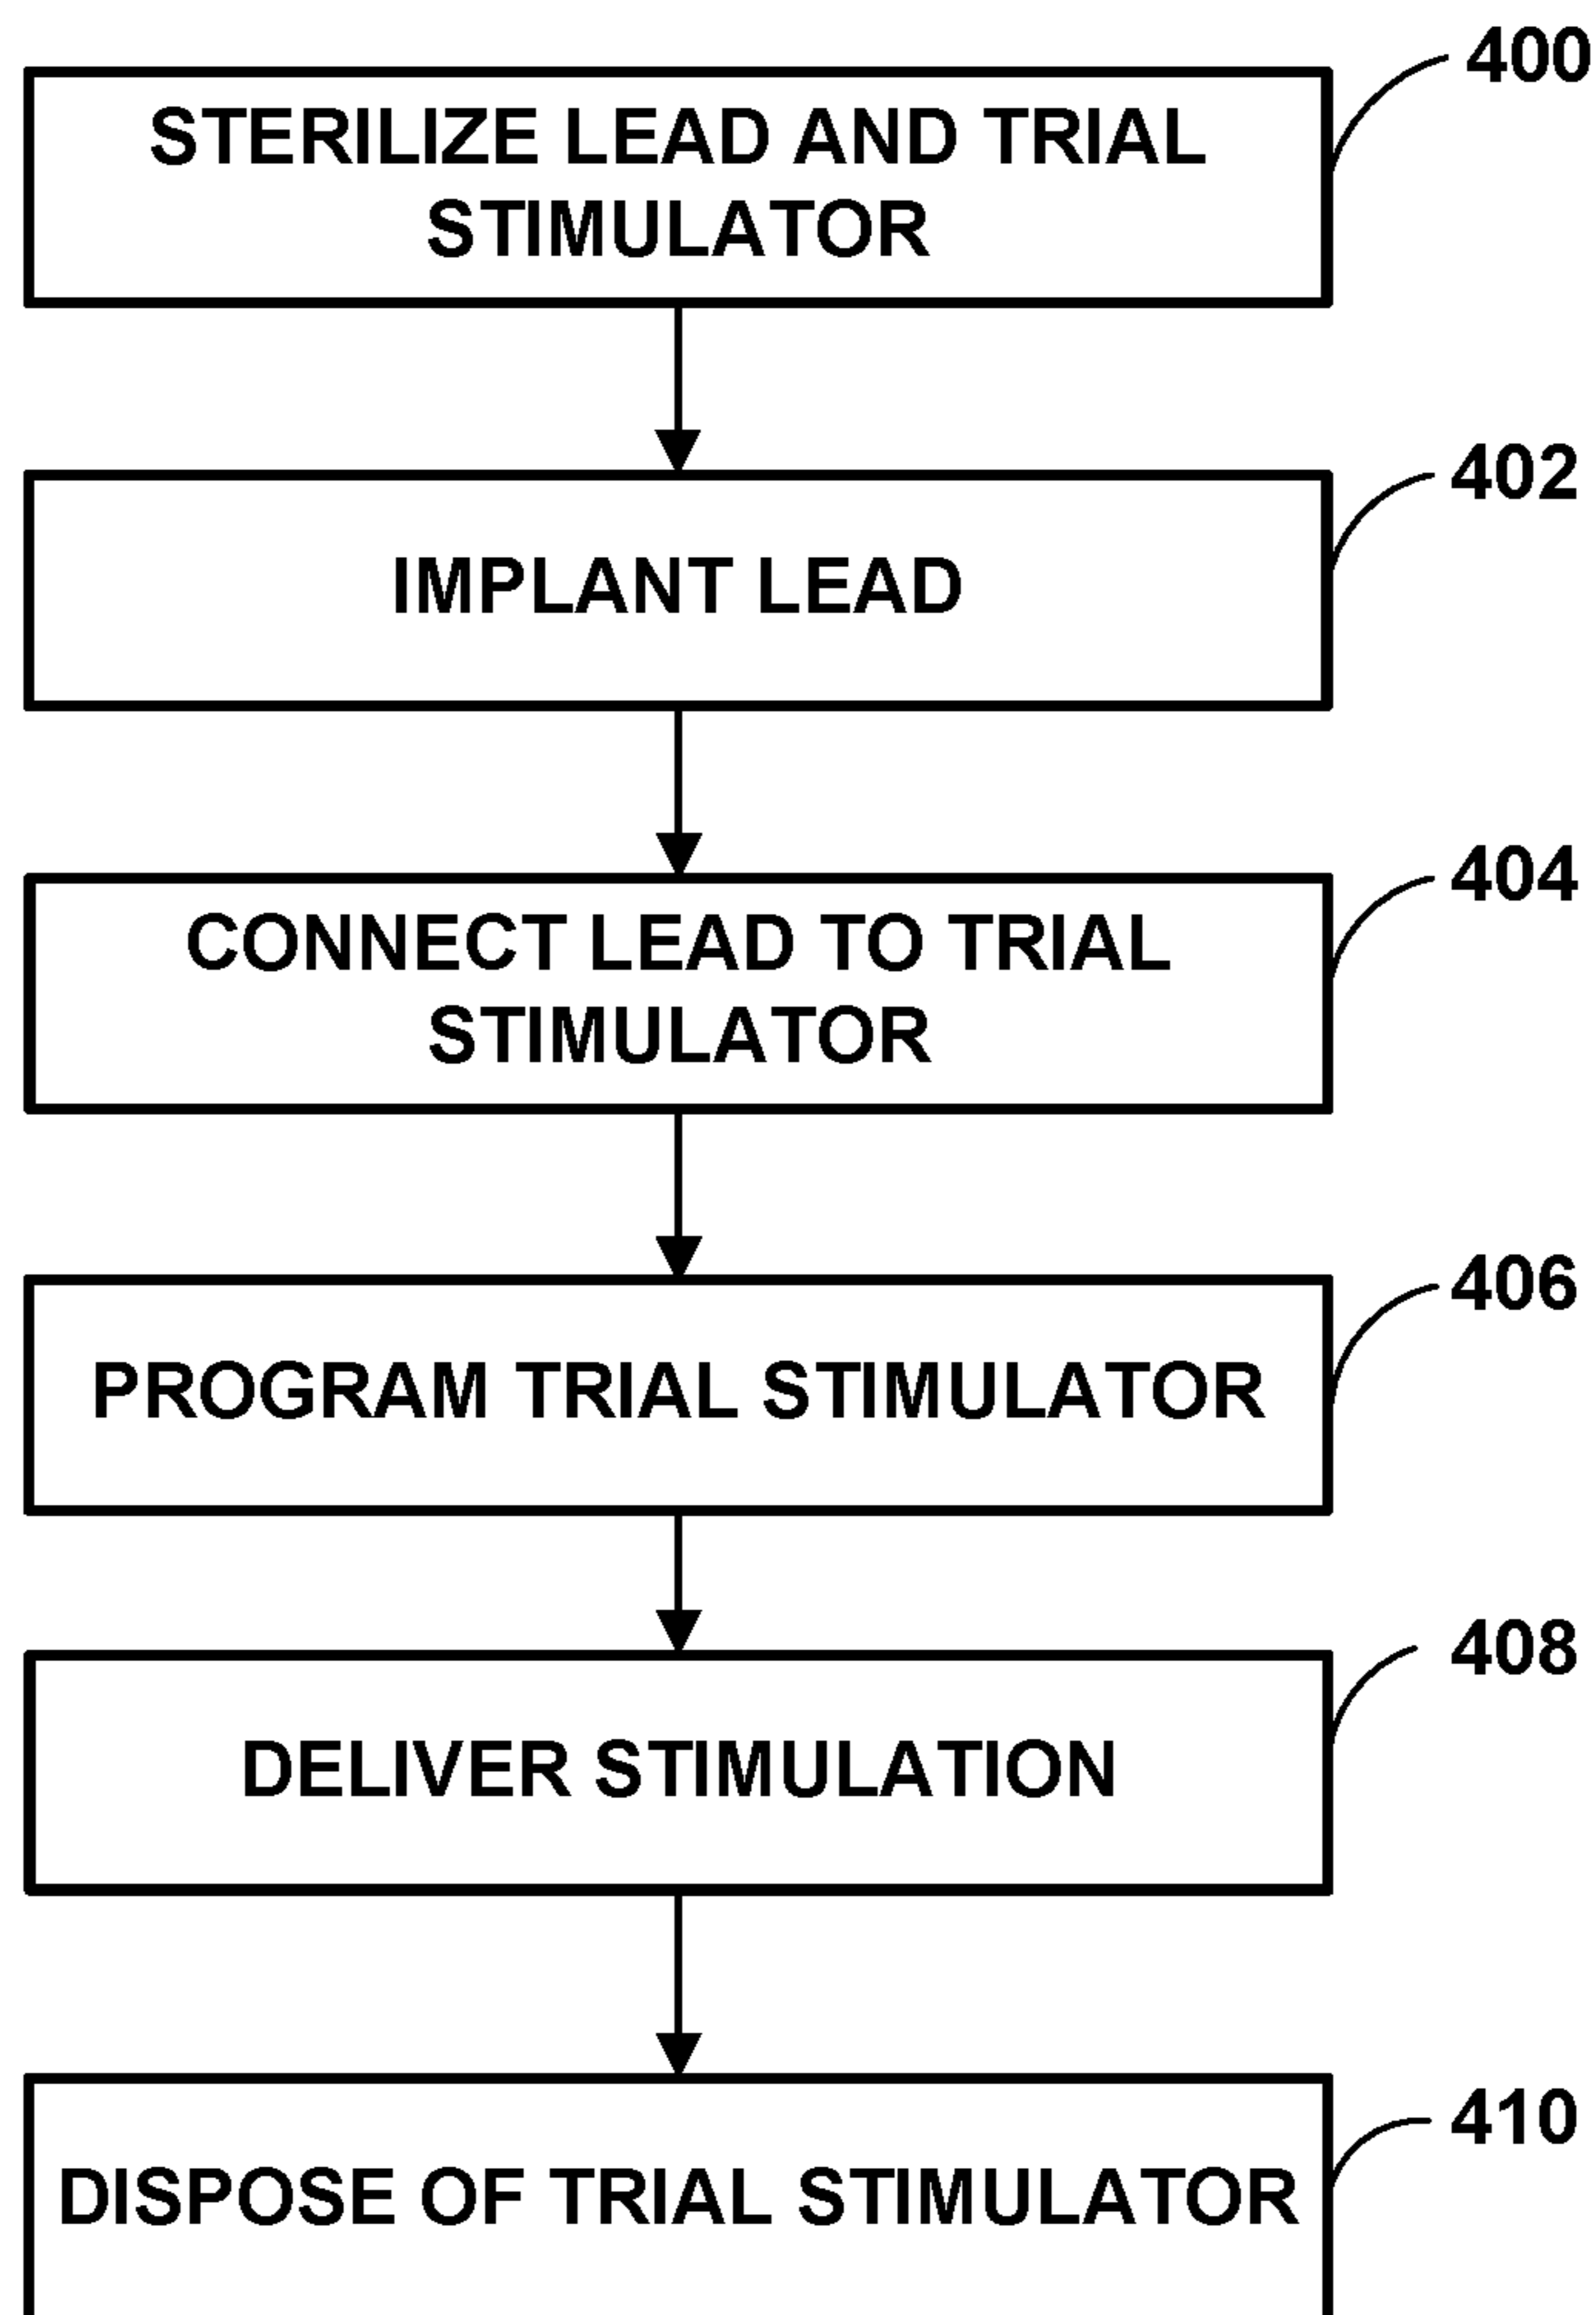 400
STERILIZE LEAD AND TRIAL
STIMULATOR
402
IMPLANT LEAD
404
CONNECT LEAD TO TRIAL
STIMULATOR
406
PROGRAM TRIAL STIMULATOR
408
DELIVER STIMULATION
410
DISPOSE OF TRIAL STIMULATOR